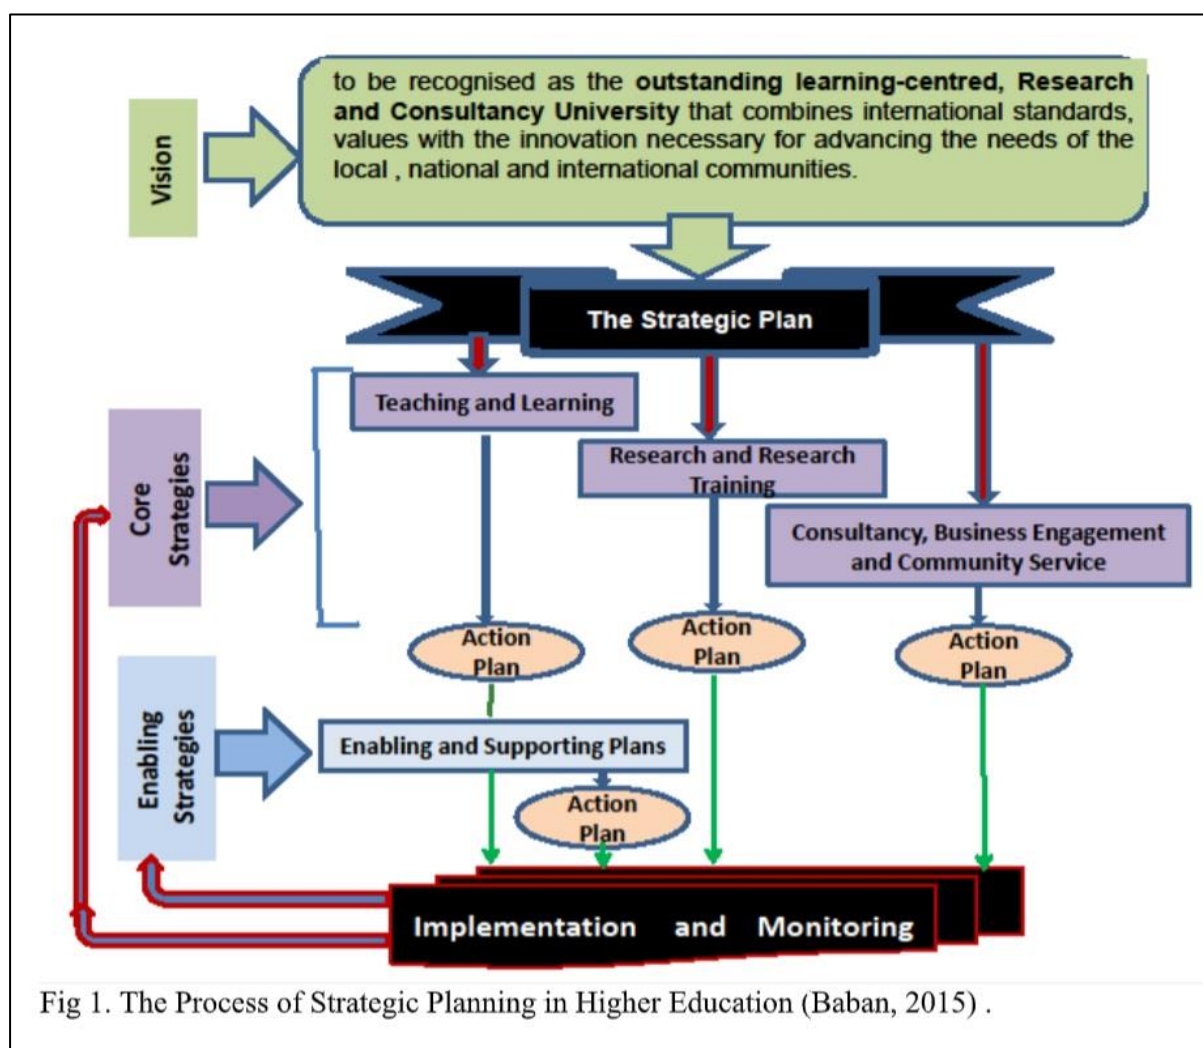 to be recognised as the outstanding learning-centred, Research
and Consultancy University that combines international standards,
values with the innovation necessary for advancing the needs of the
local , national and international communities.
Vision
The Strategic Plan
Teaching and Learning
Research and Research
Training
Core
Strategies
Consultancy, Business Engagement
and Community Service
Action
Plan
Action
Plan
Action
Plan
Enabling
Strategies
Enabling and Supporting Plans
Action
Plan
Implementation and Monitoring
Fig 1. The Process of Strategic Planning in Higher Education (Baban, 2015) .